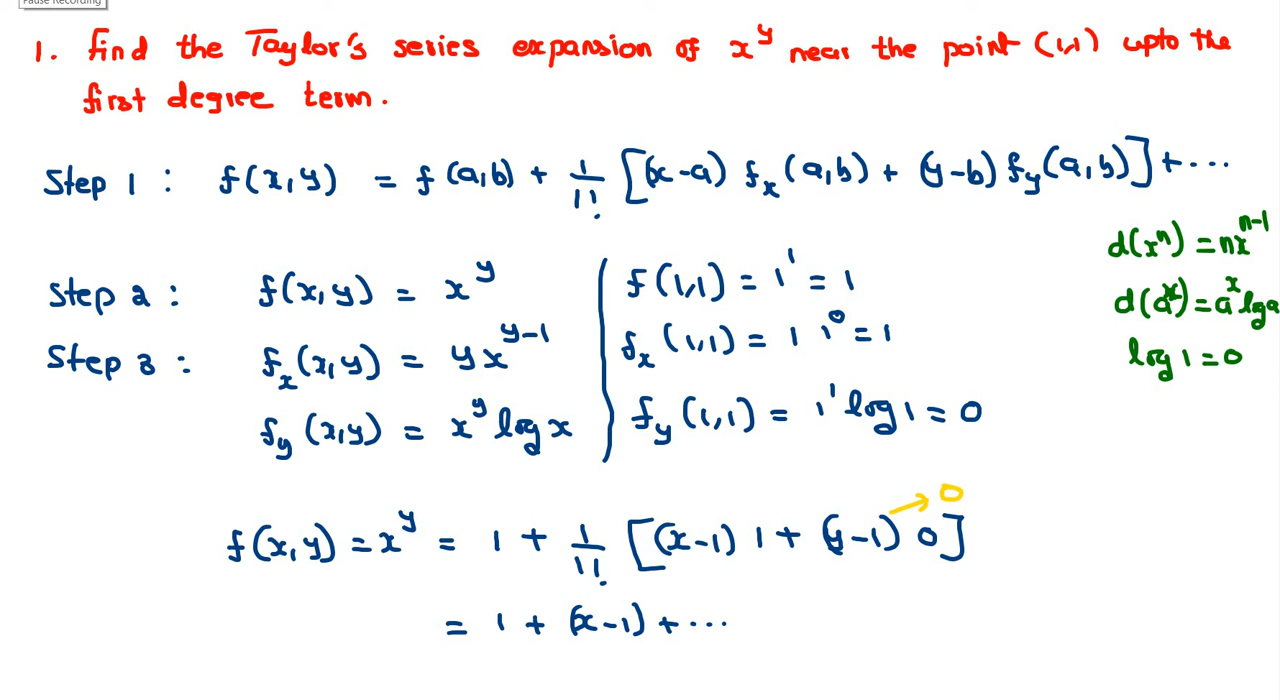 Pause Recording
1. Find the Taylor's series expansion of x^y near the point (1,1) upto the
first degree term.
Step 1 : f(x,y) = f(a,b) + 1/1! [(x-a) f_x(a,b) + (y-b) f_y(a,b)] + ...
d(x^n) = nx^{n-1}
Step 2 : f(x,y) = x^y | f(1,1) = 1^1 = 1
d(a^x) = a^x log a
Step 3 : f_x(x,y) = yx^{y-1} | f_x(1,1) = 1 1^0 = 1
log 1 = 0
f_y(x,y) = x^y log x | f_y(1,1) = 1^1 log 1 = 0
0
f(x,y) = x^y = 1 + 1/1! [(x-1) 1 + (y-1) 0]
= 1 + (x-1) + ...